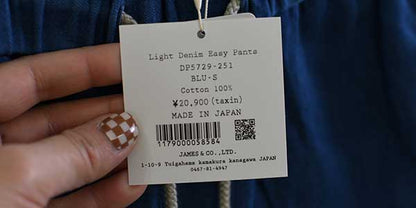 Light Denim Easy Pants
DP5729-251
BLU-S
Cotton 100%
¥20,900(taxin)
MADE IN JAPAN
1179000058584
JAMES & CO.,LTD.
1-10-9 Yuigahama kamakura kanagawa JAPAN
0467-81-4947